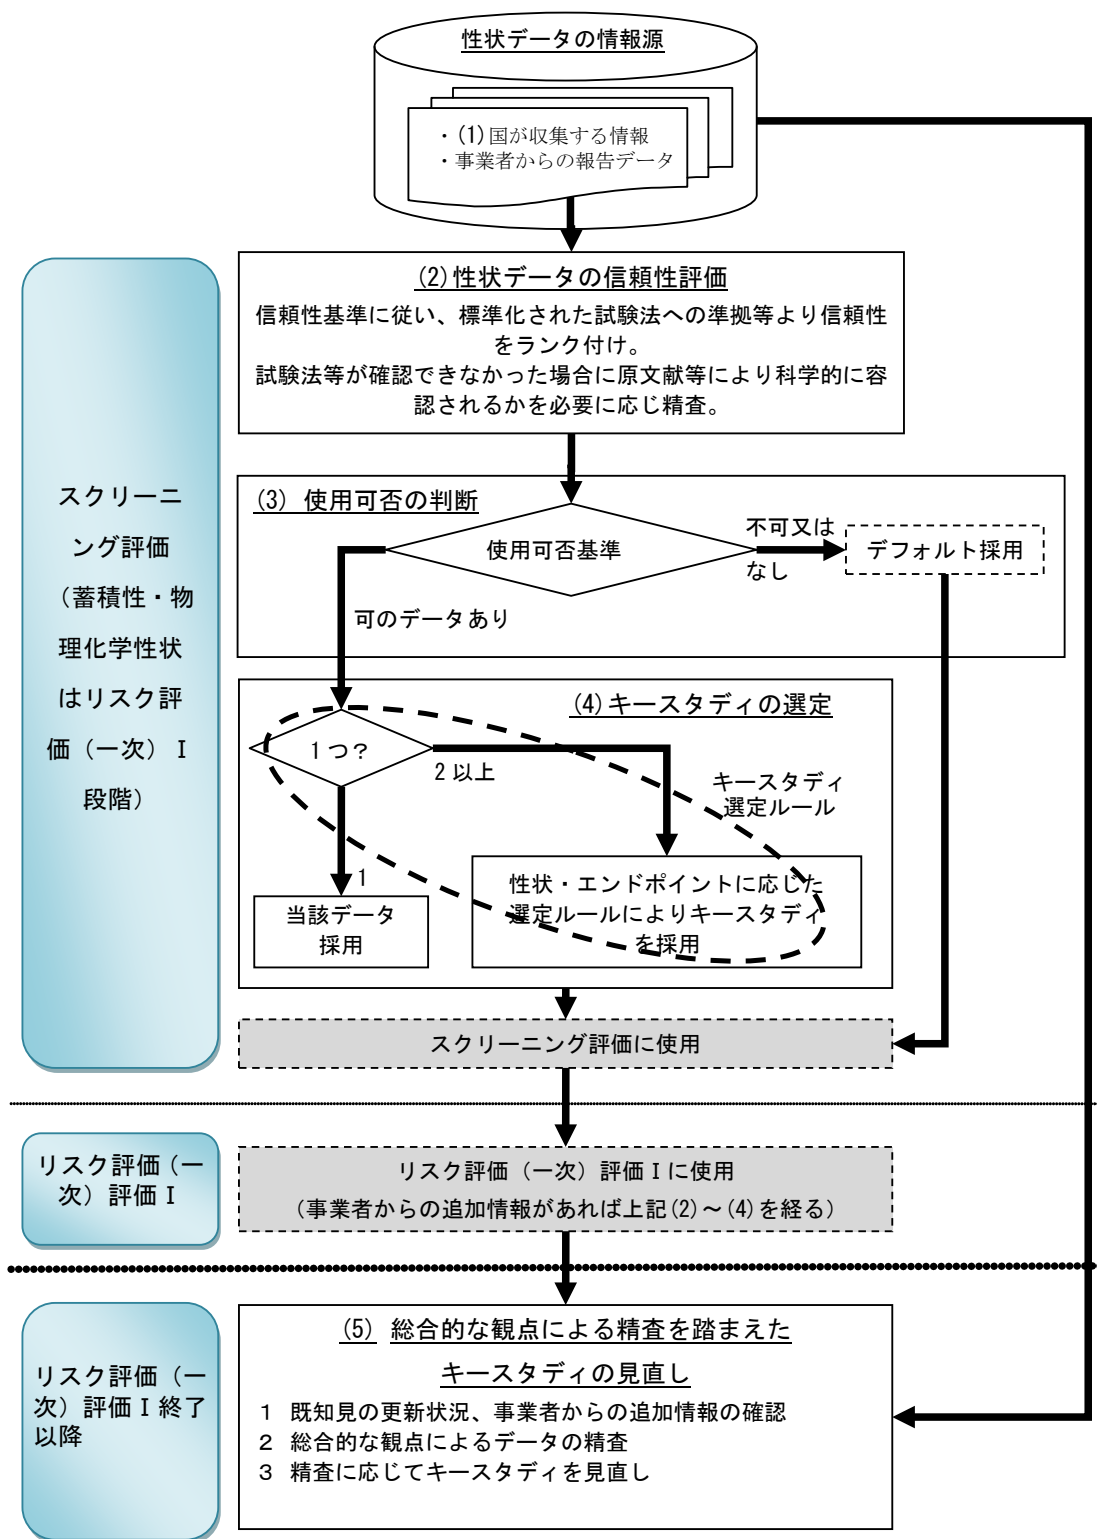 性状データの情報源
・(1)国が収集する情報
・事業者からの報告データ
(2)性状データの信頼性評価
信頼性基準に従い、標準化された試験法への準拠等より信頼性
をランク付け。
試験法等が確認できなかった場合に原文献等により科学的に容
認されるかを必要に応じ精査。
スクリーニ
ング評価
(蓄積性・物
理化学性状
はリスク評
価(一次)Ⅰ
段階)
(3) 使用可否の判断
使用可否基準
不可又は
なし
デフォルト採用
可のデータあり
(4)キースタディの選定
1つ?
2 以上
キースタディ
選定ルール
1
当該データ
採用
性状・エンドポイントに応じた
選定ルールによりキースタディ
を採用
スクリーニング評価に使用
リスク評価(一
次)評価Ⅰ
リスク評価(一次)評価Ⅰに使用
(事業者からの追加情報があれば上記(2)～(4)を経る)
リスク評価(一
次)評価Ⅰ終了
以降
(5) 総合的な観点による精査を踏まえた
キースタディの見直し
1 既知見の更新状況、事業者からの追加情報の確認
2 総合的な観点によるデータの精査
3 精査に応じてキースタディを見直し